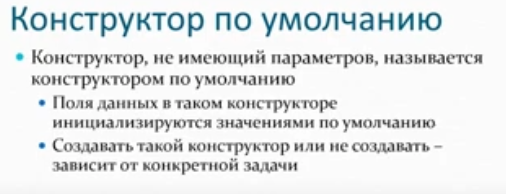 Конструктор по умолчанию
• Конструктор, не имеющий параметров, называется
конструктором по умолчанию
• Поля данных в таком конструкторе
инициализируются значениями по умолчанию
• Создавать такой конструктор или не создавать –
зависит от конкретной задачи